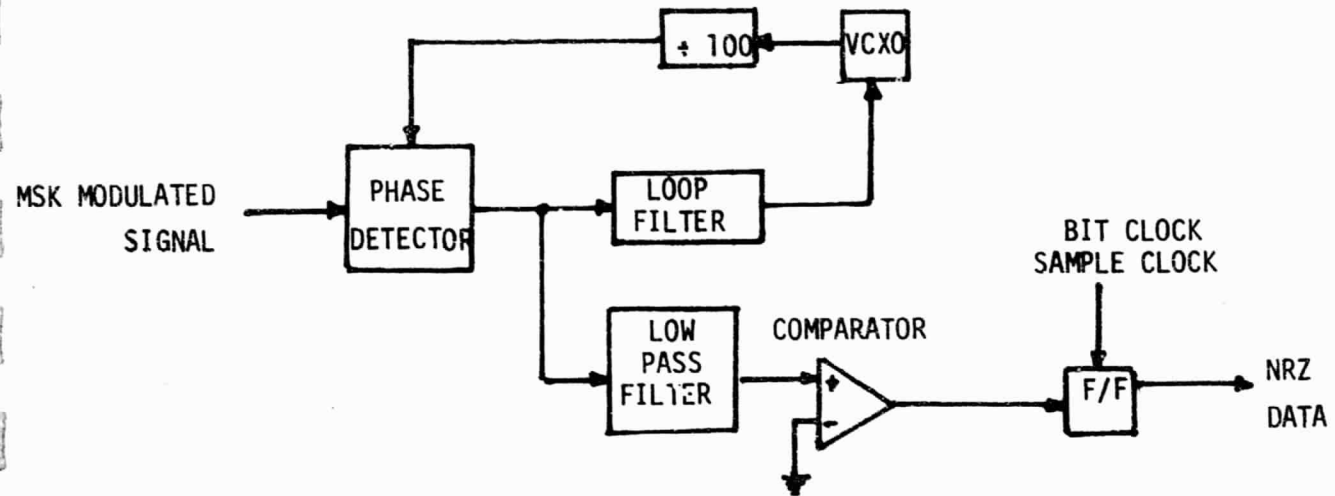 ÷ 100
VCXO
MSK MODULATED
SIGNAL
PHASE
DETECTOR
LOOP
FILTER
BIT CLOCK
SAMPLE CLOCK
LOW
PASS
FILTER
COMPARATOR
+
-
F/F
NRZ
DATA